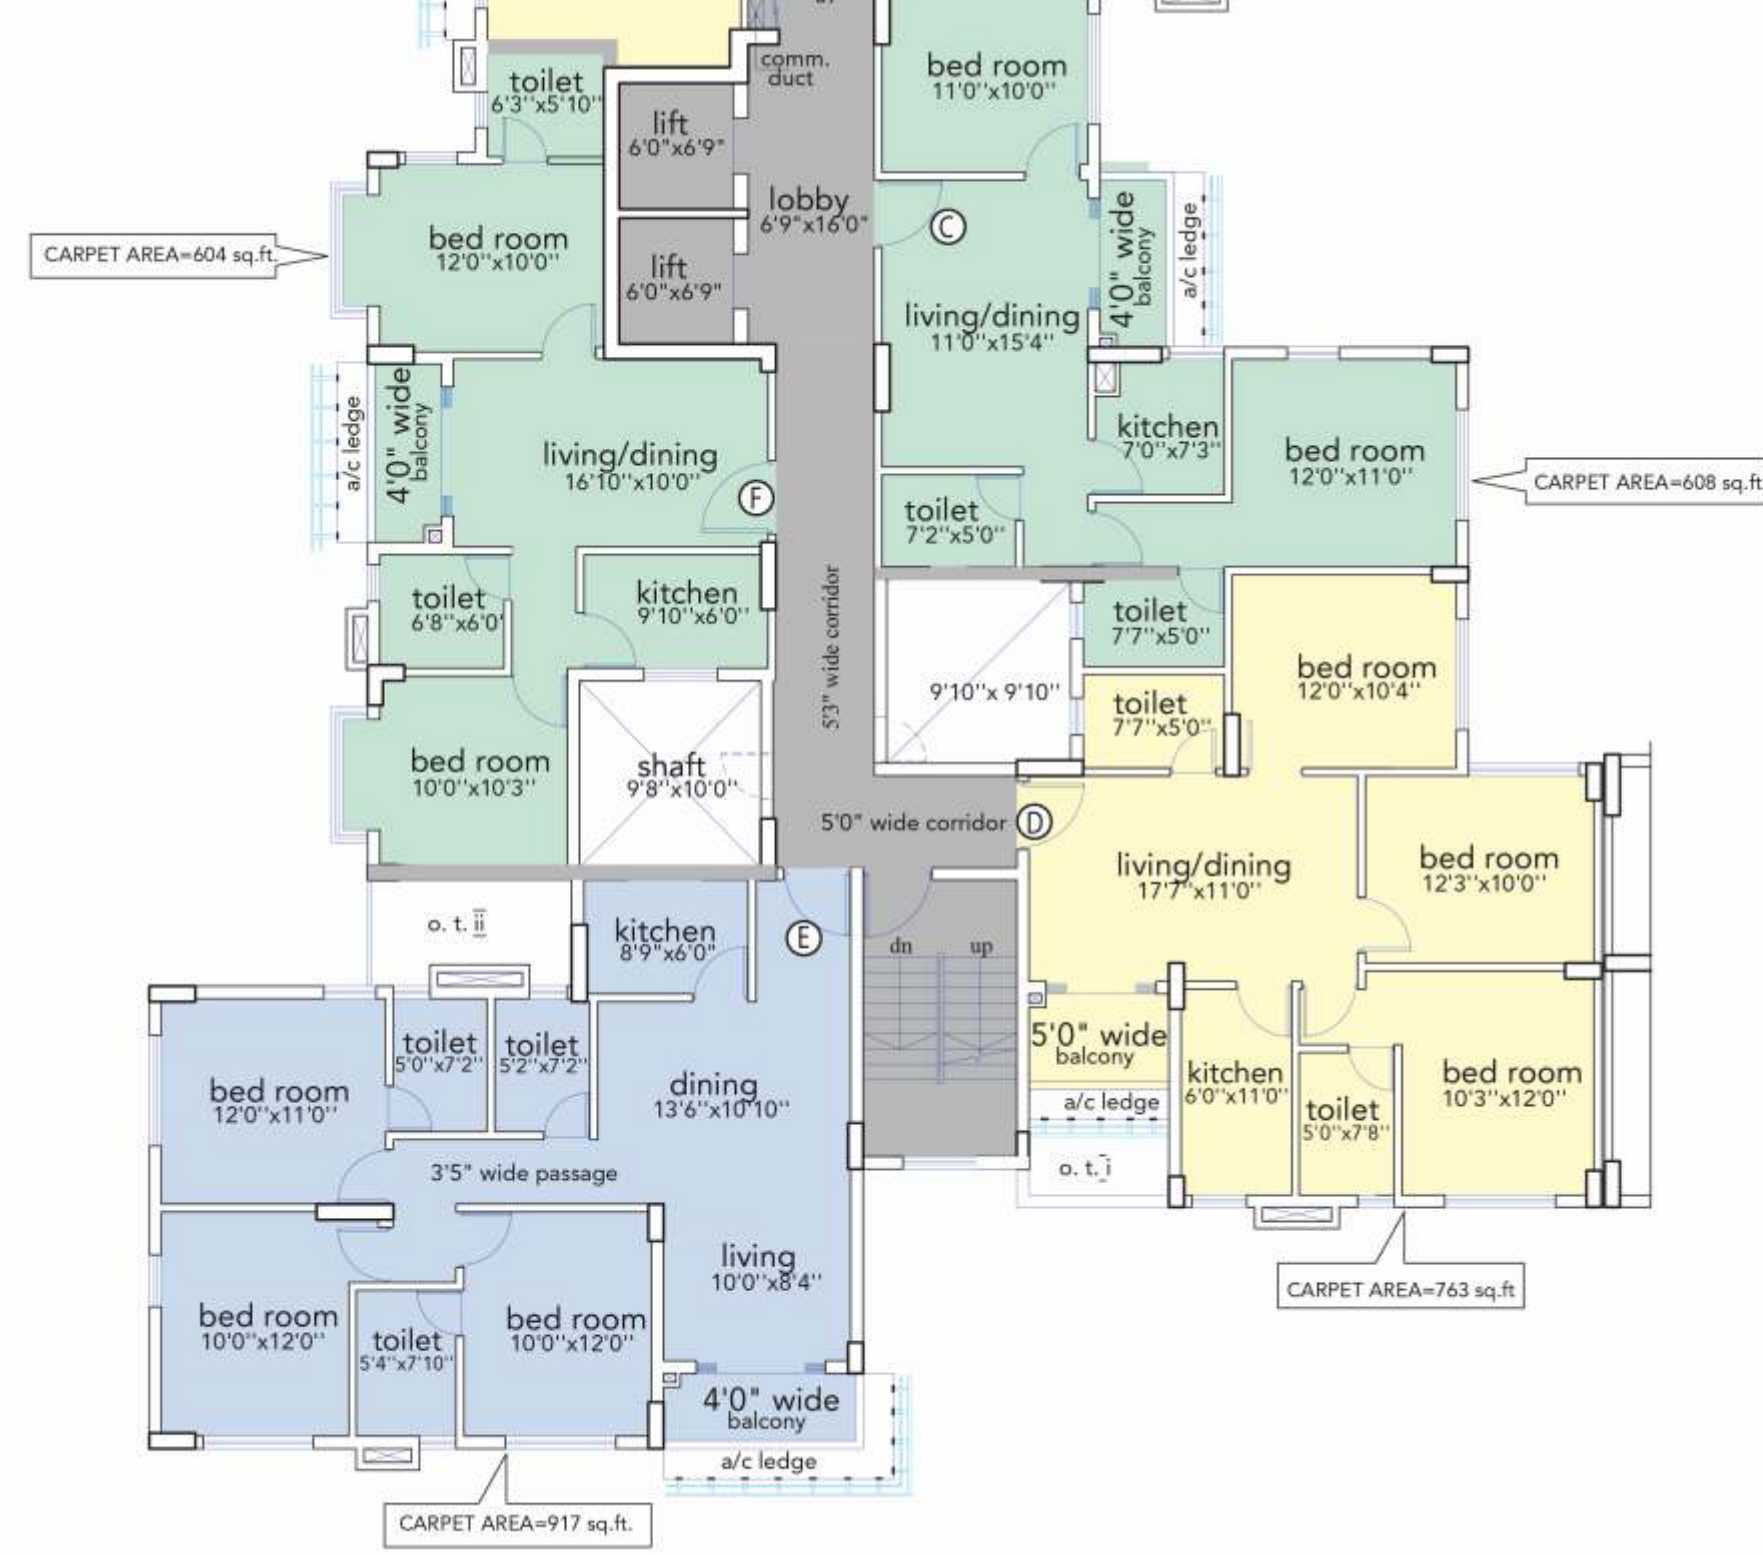 toilet
6'3''x5'10''
comm.
duct
lift
6'0"x6'9"
lobby
6'9"x16'0"
lift
6'0"x6'9"
bed room
11'0''x10'0''
CARPET AREA=604 sq.ft.
bed room
12'0''x10'0''
C
4'0" wide
balcony
a/c ledge
living/dining
11'0''x15'4''
a/c ledge
4'0" wide
balcony
living/dining
16'10''x10'0''
F
kitchen
7'0''x7'3''
bed room
12'0''x11'0''
CARPET AREA=608 sq.ft
toilet
7'2''x5'0''
toilet
6'8''x6'0'
kitchen
9'10''x6'0''
5'3" wide corridor
toilet
7'7''x5'0''
9'10''x 9'10''
toilet
7'7''x5'0''
bed room
12'0''x10'4''
bed room
10'0''x10'3''
shaft
9'8''x10'0''
5'0" wide corridor
D
living/dining
17'7''x11'0''
bed room
12'3''x10'0''
o. t. ii
kitchen
8'9"x6'0"
E
dn
up
toilet
5'0''x7'2''
toilet
5'2''x7'2''
bed room
12'0''x11'0''
dining
13'6''x10'10''
5'0" wide
balcony
a/c ledge
kitchen
6'0''x11'0''
toilet
5'0''x7'8''
bed room
10'3''x12'0''
3'5" wide passage
o. t. i
living
10'0''x8'4''
bed room
10'0''x12'0''
toilet
5'4''x7'10''
bed room
10'0''x12'0''
CARPET AREA=763 sq.ft
4'0" wide
balcony
a/c ledge
CARPET AREA=917 sq.ft.